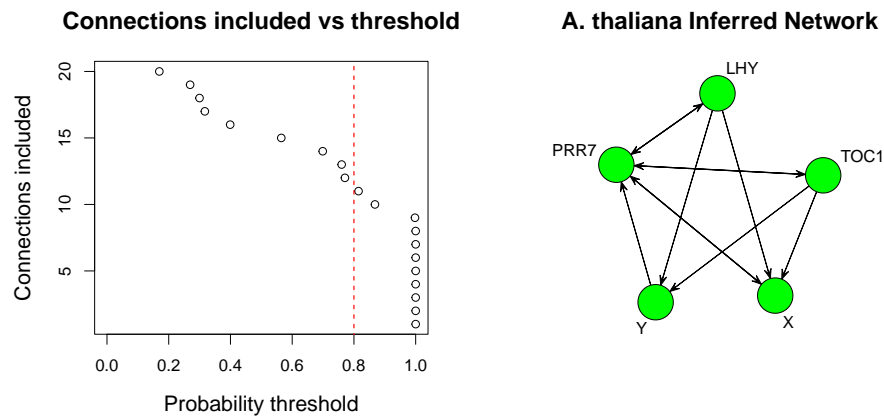 Connections included vs threshold
20
15
10
5
Connections included
0.0 0.2 0.4 0.6 0.8 1.0
Probability threshold
A. thaliana Inferred Network
LHY
PRR7
TOC1
Y
X